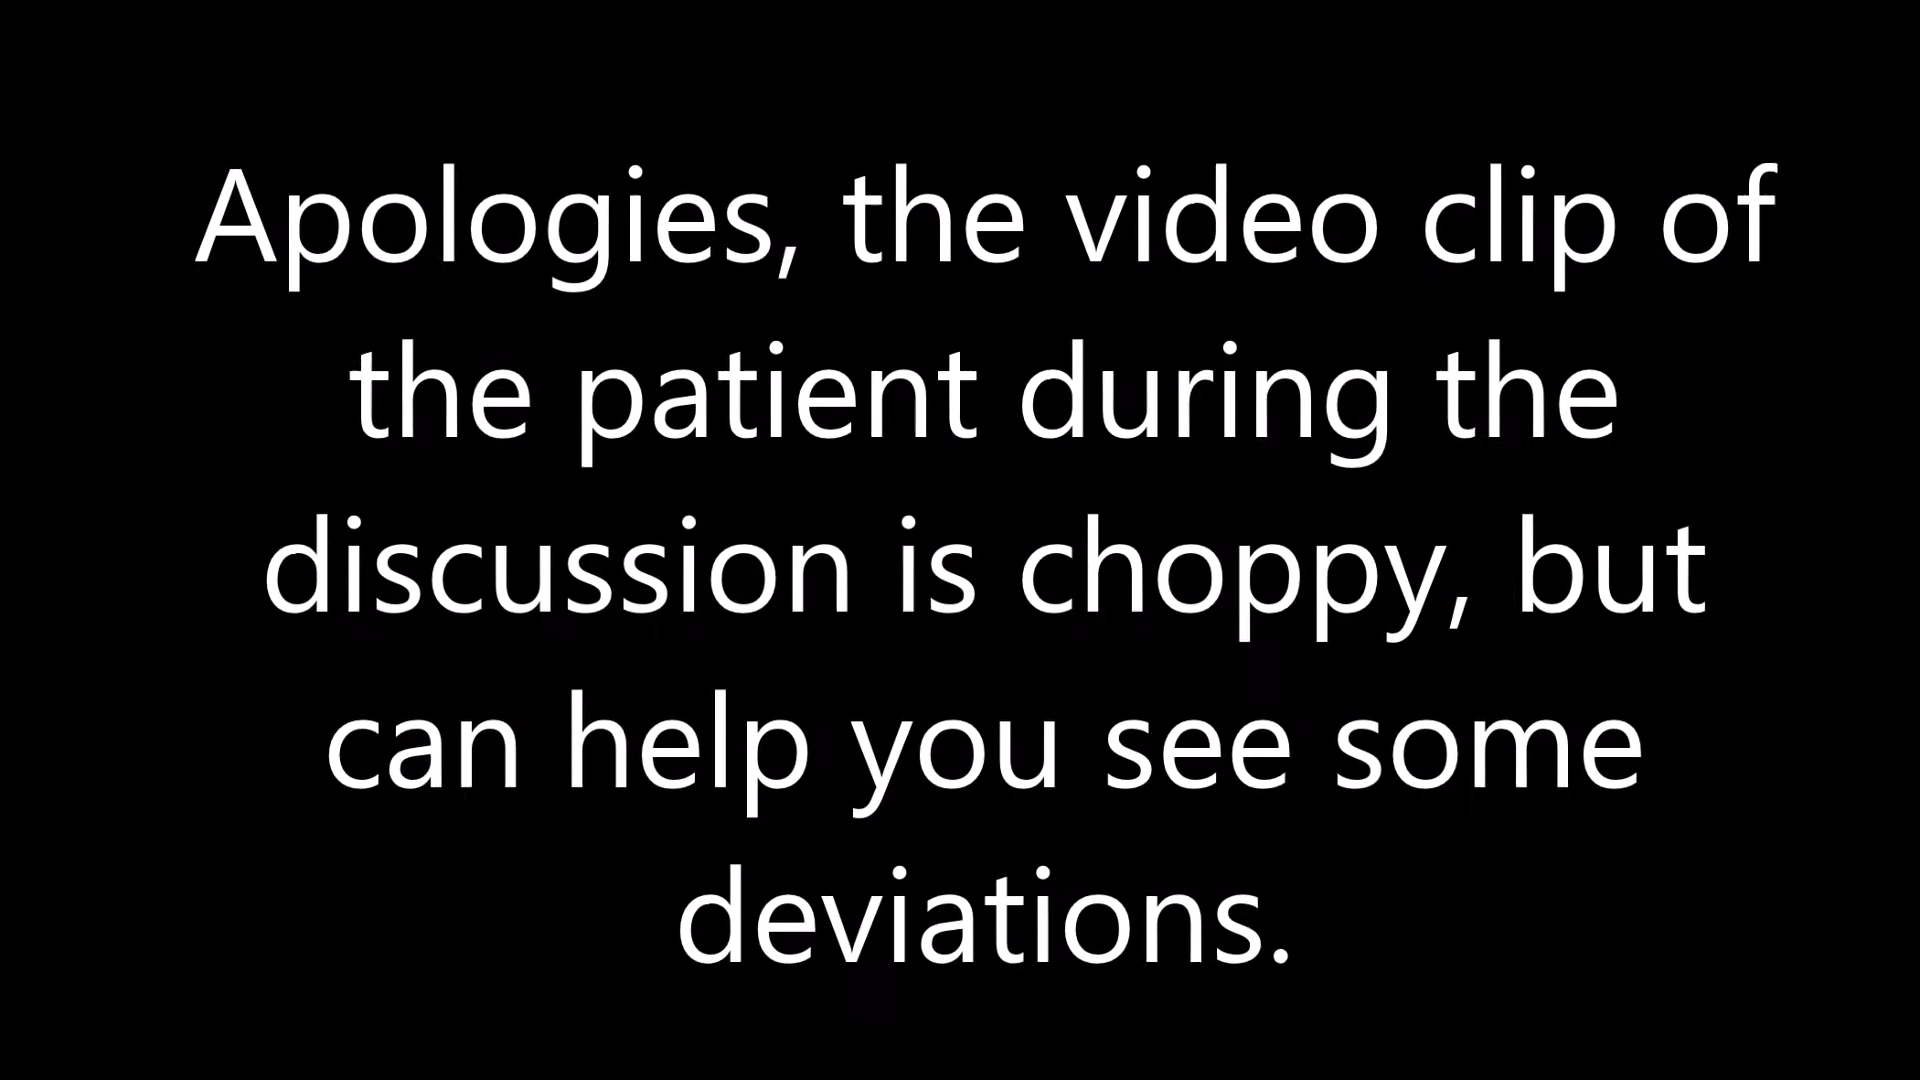 Apologies, the video clip of
the patient during the
discussion is choppy, but
can help you see some
deviations.